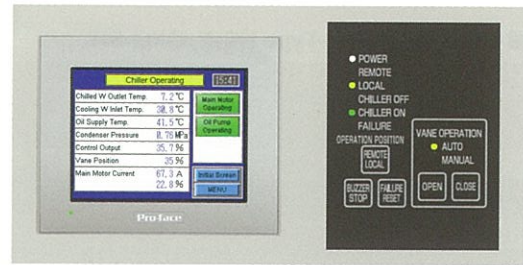 Chiller Operating 15:41
Chilled W Outlet Temp. 7.2 ℃
Cooling W Inlet Temp. 30.8 ℃
Oil Supply Temp. 41.5 ℃
Condenser Pressure 0.76 MPa
Control Output 35.7 %
Vane Position 35 %
Main Motor Current 67.3 A
22.8 %
Main Motor
Operating
Oil Pump
Operating
Initial Screen
MENU
Pro-face
POWER
REMOTE
LOCAL
CHILLER OFF
CHILLER ON
FAILURE
OPERATION POSITION
REMOTE
LOCAL
BUZZER
STOP
FAILURE
RESET
VANE OPERATION
AUTO
MANUAL
OPEN
CLOSE